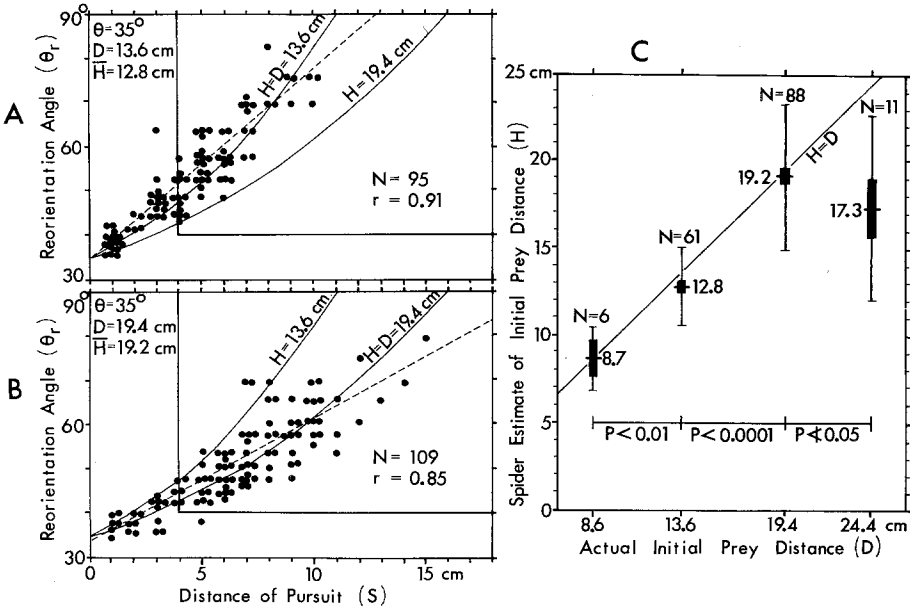 A
Reorientation Angle (θr)
90°
60
30
θ=35°
D=13.6 cm
H̅=12.8 cm
H=D=13.6 cm
H=19.4 cm
N = 95
r = 0.91
B
Reorientation Angle (θr)
90°
60
30
θ=35°
D=19.4 cm
H̅=19.2 cm
H=13.6 cm
H=D=19.4 cm
N = 109
r = 0.85
0 5 10 15 cm
Distance of Pursuit (S)
C
Spider Estimate of Initial Prey Distance (H)
25 cm
20
15
10
5
0
N=6
8.7
N=61
12.8
N=88
19.2
H=D
N=11
17.3
P<0.01 P<0.0001 P≮0.05
8.6 13.6 19.4 24.4 cm
Actual Initial Prey Distance (D)